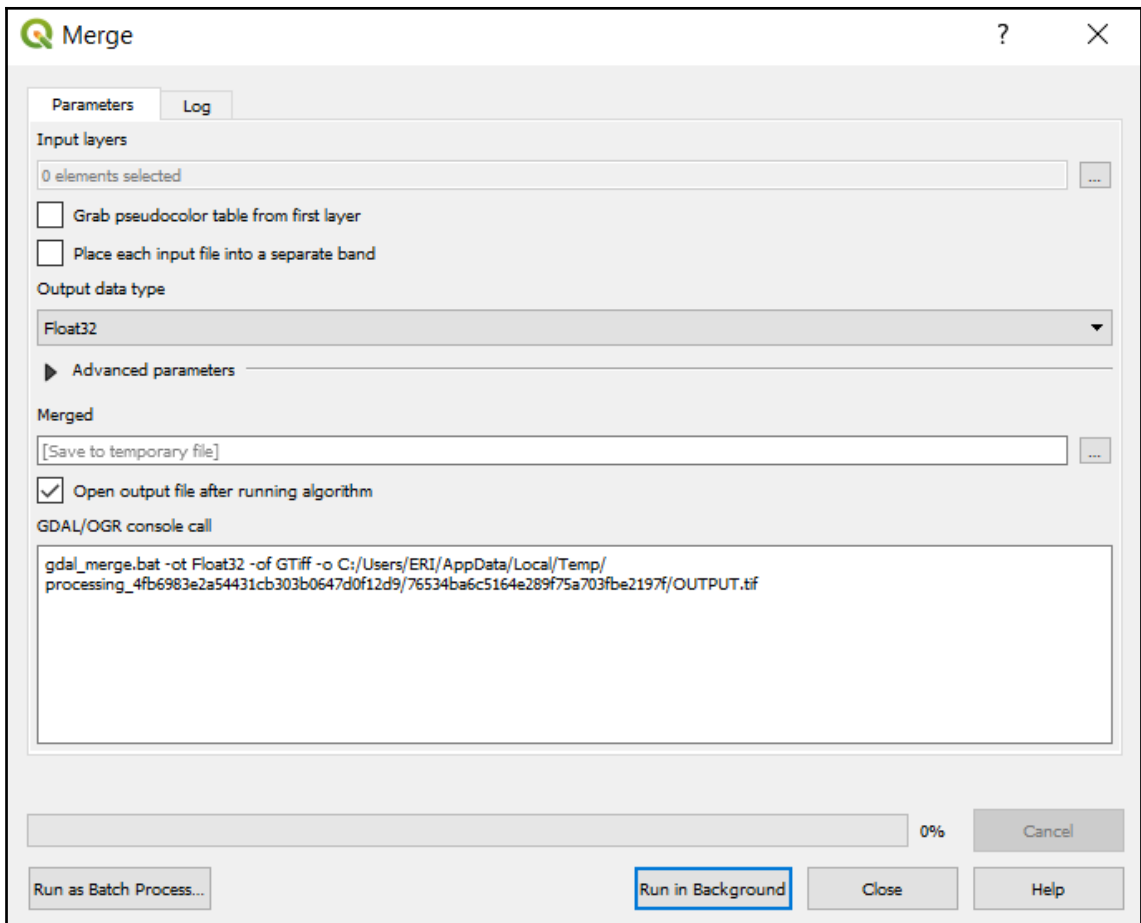 Merge
?
Parameters
Log
Input layers
0 elements selected
...
Grab pseudocolor table from first layer
Place each input file into a separate band
Output data type
Float32
Advanced parameters
Merged
[Save to temporary file]
...
Open output file after running algorithm
GDAL/OGR console call
gdal_merge.bat -ot Float32 -of GTiff -o C:/Users/ERI/AppData/Local/Temp/
processing_4fb6983e2a54431cb303b0647d0f12d9/76534ba6c5164e289f75a703fbe2197f/OUTPUT.tif
0%
Cancel
Run as Batch Process...
Run in Background
Close
Help